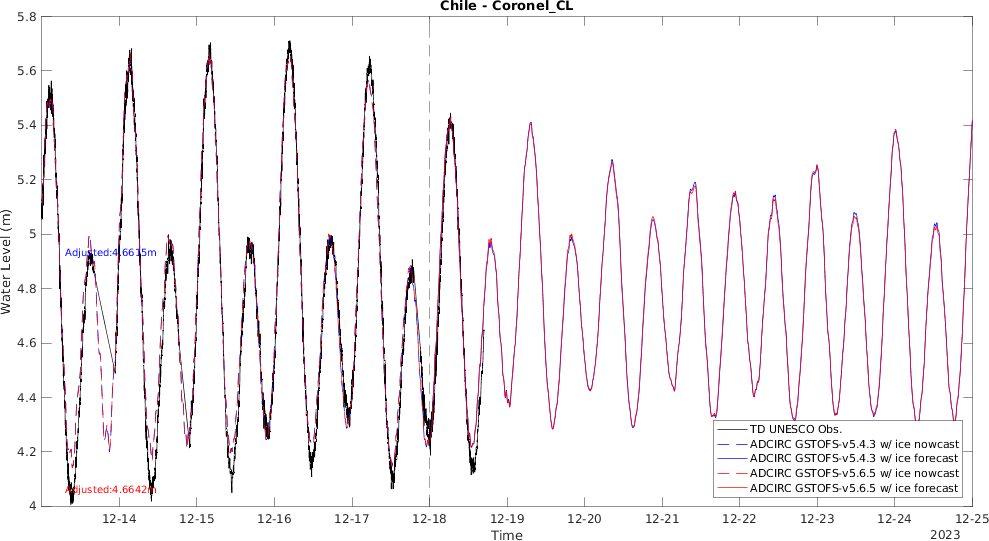 Chile - Coronel_CL
5.8
5.6
5.4
5.2
5
4.8
4.6
4.4
4.2
4
Water Level (m)
Adjusted:4.6615m
Adjusted:4.6642m
TD UNESCO Obs.
ADCIRC GSTOFS-v5.4.3 w/ ice nowcast
ADCIRC GSTOFS-v5.4.3 w/ ice forecast
ADCIRC GSTOFS-v5.6.5 w/ ice nowcast
ADCIRC GSTOFS-v5.6.5 w/ ice forecast
12-14 12-15 12-16 12-17 12-18 12-19 12-20 12-21 12-22 12-23 12-24 12-25
Time
2023